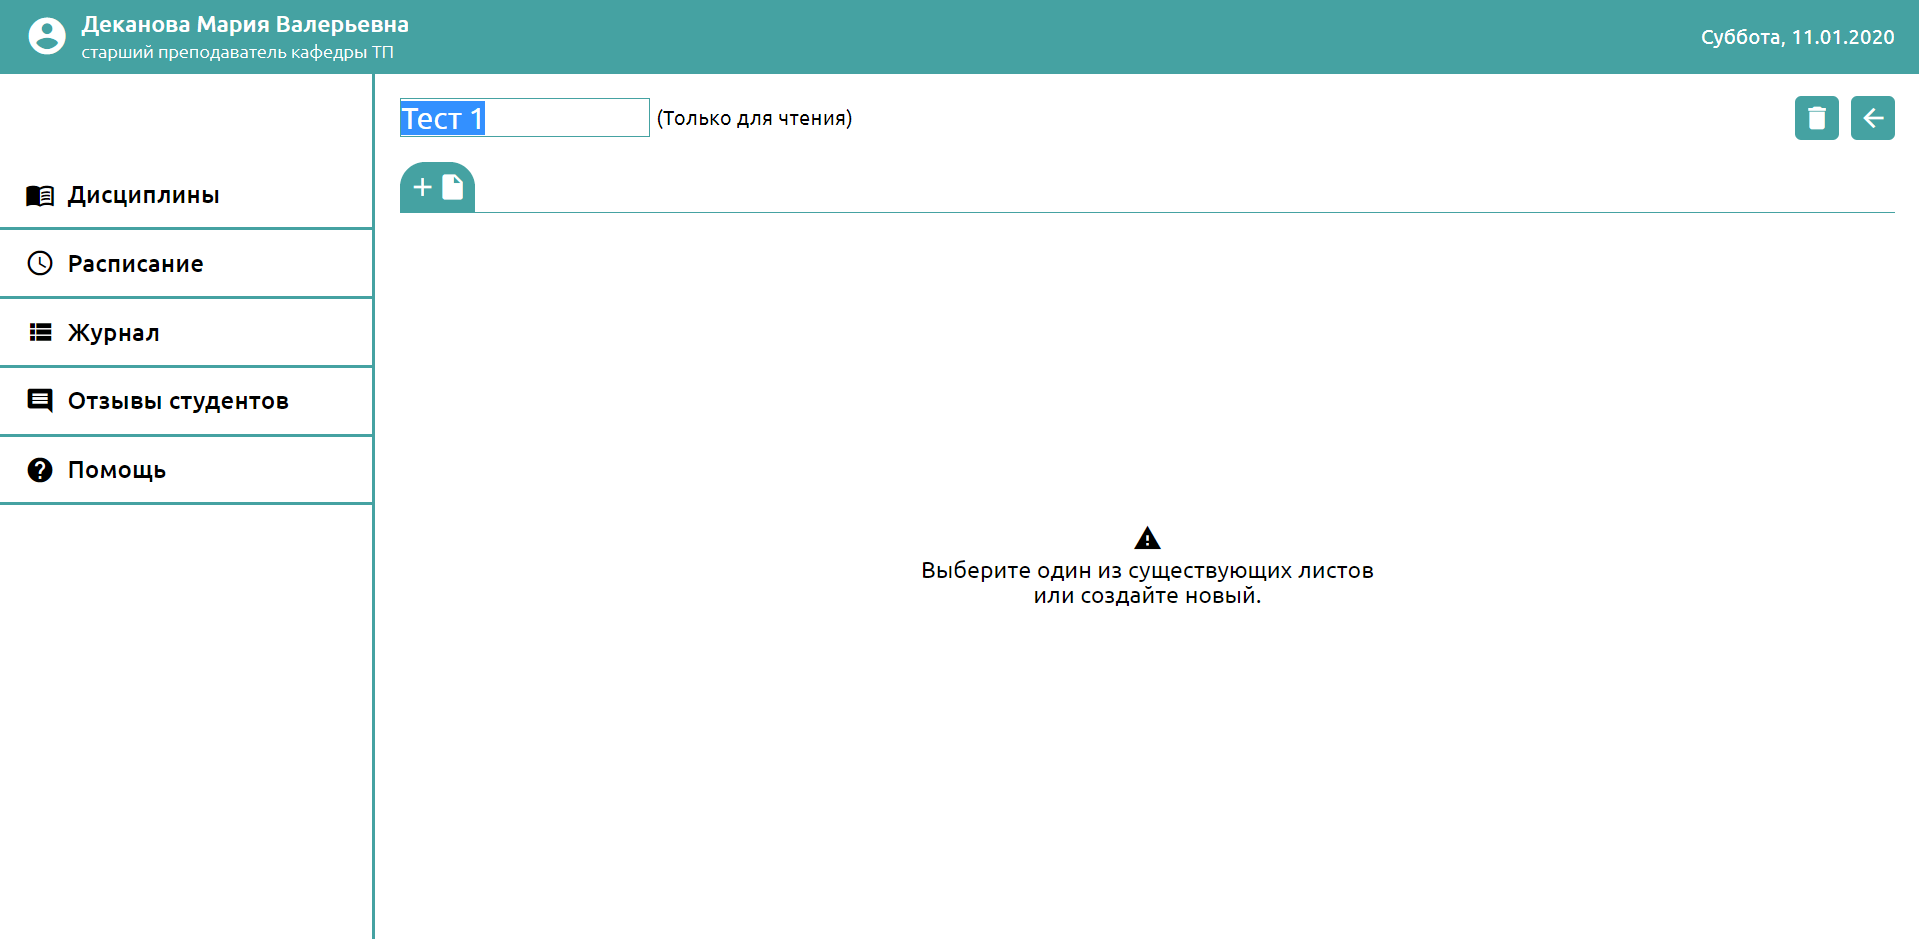 Деканова Мария Валерьевна
старший преподаватель кафедры ТП
Суббота, 11.01.2020
Тест 1 (Только для чтения)
Дисциплины
Расписание
Журнал
Отзывы студентов
Помощь
Выберите один из существующих листов
или создайте новый.